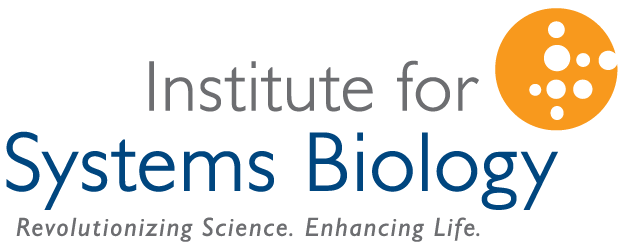 Institute for
Systems Biology
Revolutionizing Science. Enhancing Life.